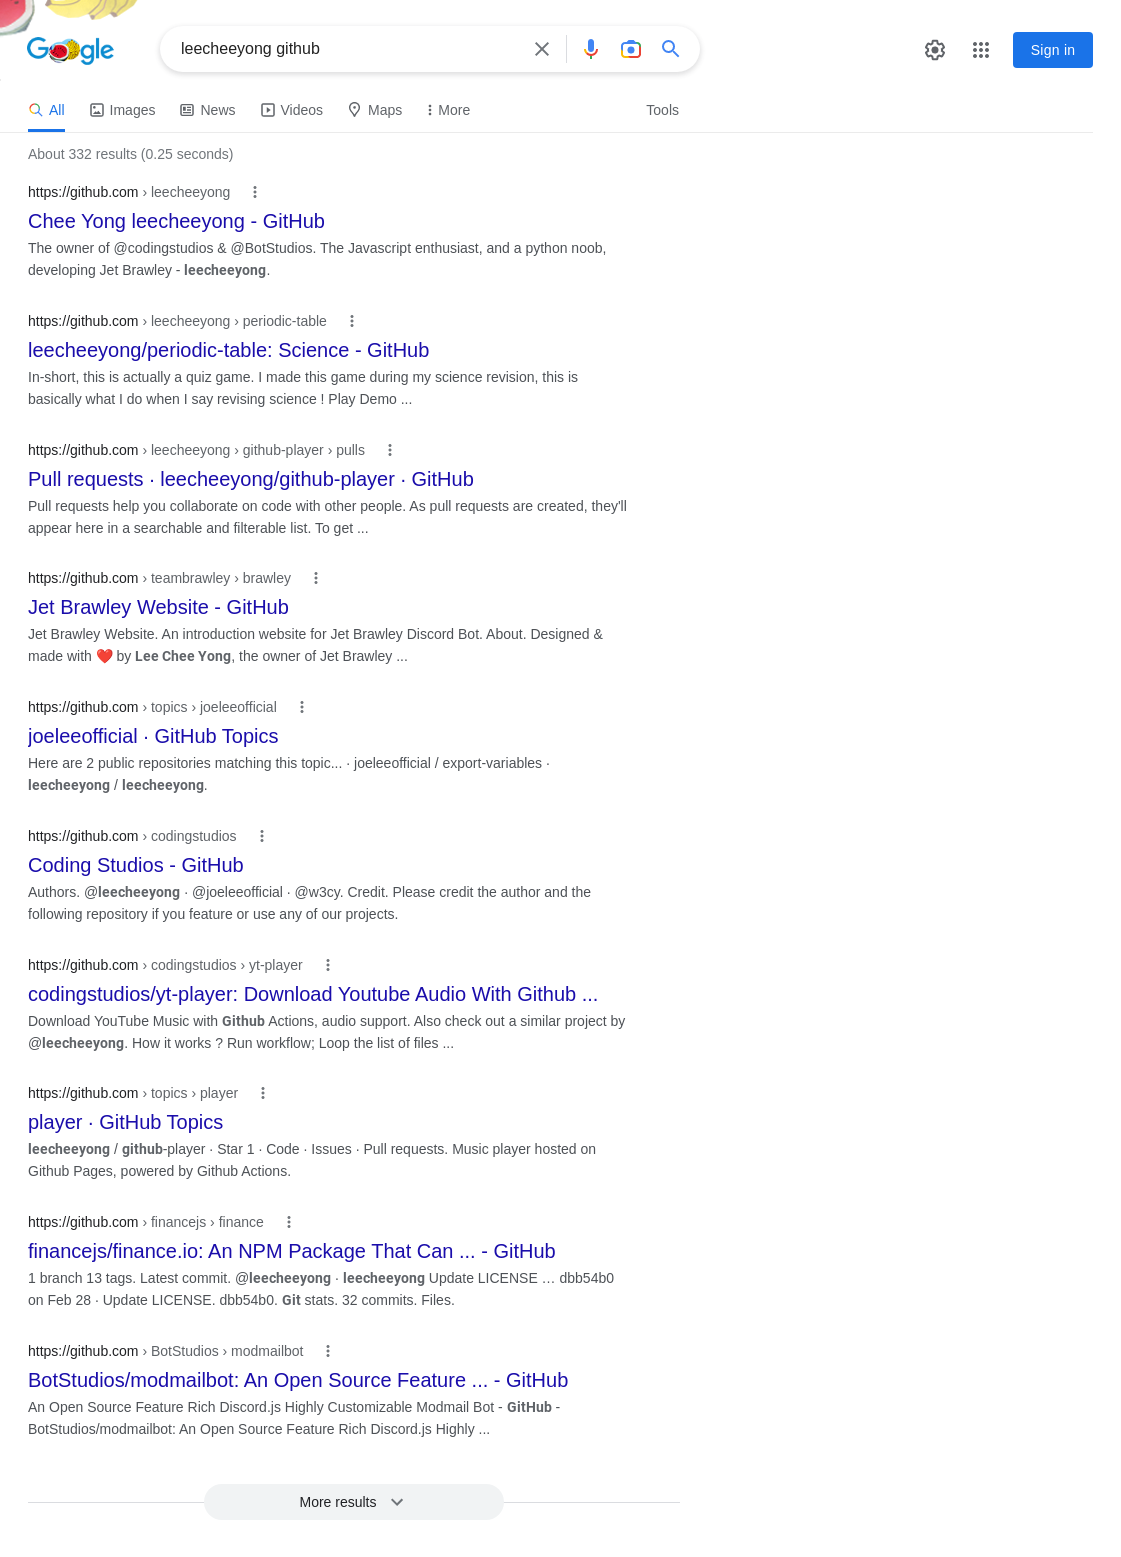 Google
leecheeyong github
Sign in
All Images News Videos Maps More Tools
About 332 results (0.25 seconds)
https://github.com › leecheeyong
Chee Yong leecheeyong - GitHub
The owner of @codingstudios & @BotStudios. The Javascript enthusiast, and a python noob,
developing Jet Brawley - leecheeyong.
https://github.com › leecheeyong › periodic-table
leecheeyong/periodic-table: Science - GitHub
In-short, this is actually a quiz game. I made this game during my science revision, this is
basically what I do when I say revising science ! Play Demo ...
https://github.com › leecheeyong › github-player › pulls
Pull requests · leecheeyong/github-player · GitHub
Pull requests help you collaborate on code with other people. As pull requests are created, they'll
appear here in a searchable and filterable list. To get ...
https://github.com › teambrawley › brawley
Jet Brawley Website - GitHub
Jet Brawley Website. An introduction website for Jet Brawley Discord Bot. About. Designed &
made with ❤️ by Lee Chee Yong, the owner of Jet Brawley ...
https://github.com › topics › joeleeofficial
joeleeofficial · GitHub Topics
Here are 2 public repositories matching this topic... · joeleeofficial / export-variables ·
leecheeyong / leecheeyong.
https://github.com › codingstudios
Coding Studios - GitHub
Authors. @leecheeyong · @joeleeofficial · @w3cy. Credit. Please credit the author and the
following repository if you feature or use any of our projects.
https://github.com › codingstudios › yt-player
codingstudios/yt-player: Download Youtube Audio With Github ...
Download YouTube Music with Github Actions, audio support. Also check out a similar project by
@leecheeyong. How it works ? Run workflow; Loop the list of files ...
https://github.com › topics › player
player · GitHub Topics
leecheeyong / github-player · Star 1 · Code · Issues · Pull requests. Music player hosted on
Github Pages, powered by Github Actions.
https://github.com › financejs › finance
financejs/finance.io: An NPM Package That Can ... - GitHub
1 branch 13 tags. Latest commit. @leecheeyong · leecheeyong Update LICENSE … dbb54b0
on Feb 28 · Update LICENSE. dbb54b0. Git stats. 32 commits. Files.
https://github.com › BotStudios › modmailbot
BotStudios/modmailbot: An Open Source Feature ... - GitHub
An Open Source Feature Rich Discord.js Highly Customizable Modmail Bot - GitHub -
BotStudios/modmailbot: An Open Source Feature Rich Discord.js Highly ...
More results